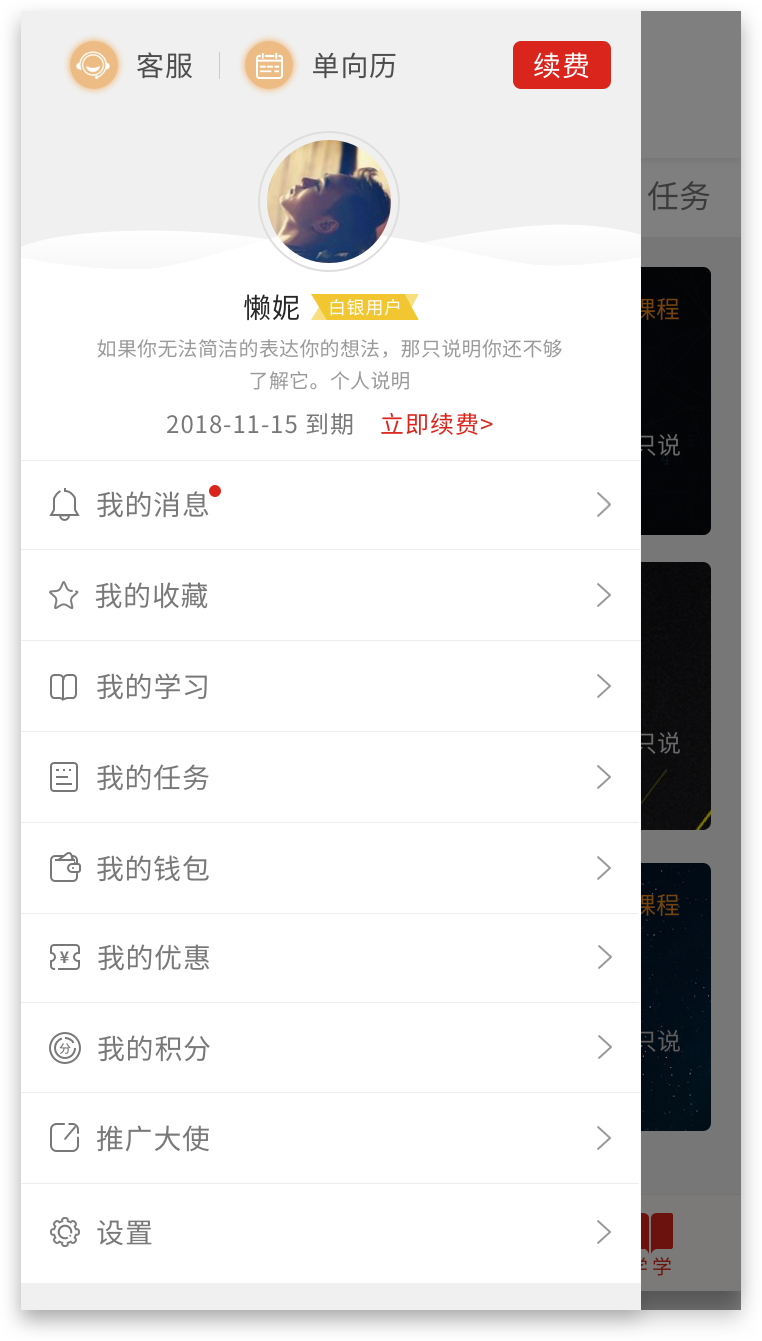 客服
单向历
续费
任务
懒妮
白银用户
如果你无法简洁的表达你的想法，那只说明你还不够
了解它。个人说明
2018-11-15 到期 立即续费>
课程
只说
我的消息
我的收藏
我的学习
只说
我的任务
我的钱包
课程
我的优惠
¥
只说
我的积分
分
推广大使
设置
学